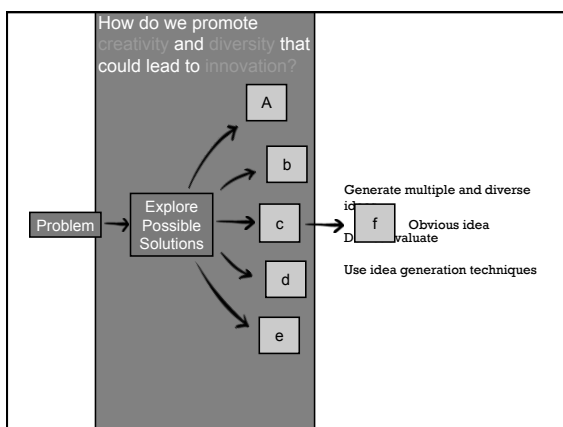 How do we promote
creativity and diversity that
could lead to innovation?
A
b
Generate multiple and diverse
Problem
Explore
Possible
Solutions
c
f
Obvious idea
d
Use idea generation techniques
e